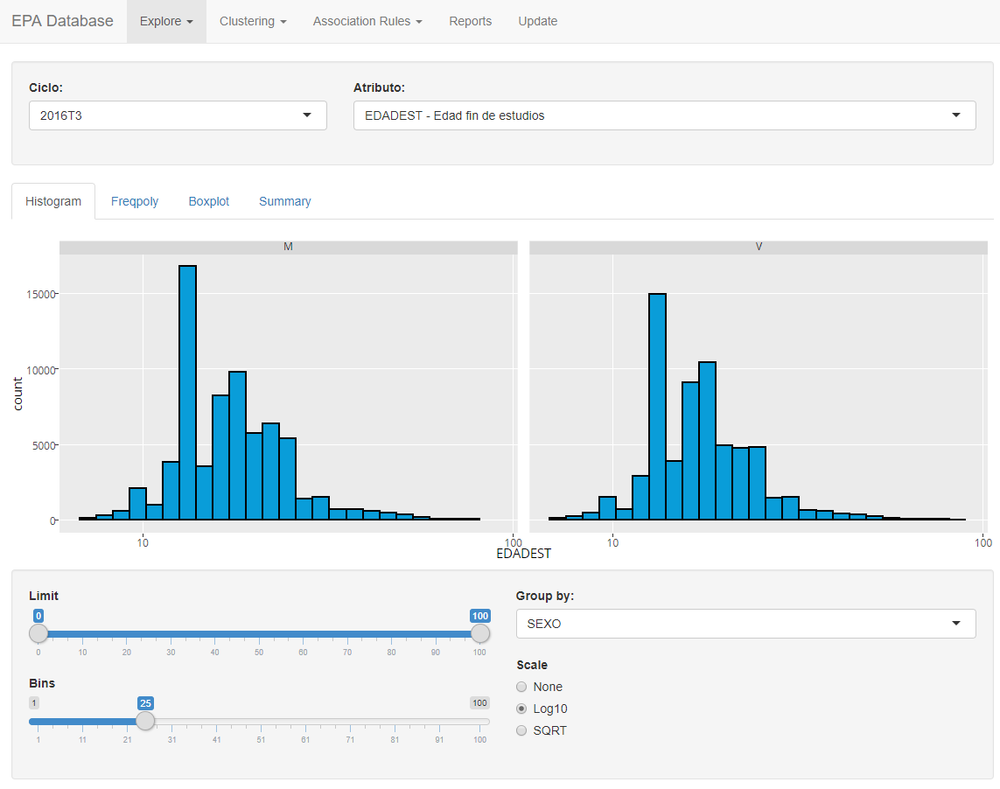 EPA Database Explore Clustering Association Rules Reports Update
Ciclo: Atributo:
2016T3 EDADEST - Edad fin de estudios
Histogram Freqpoly Boxplot Summary
M V
15000
10000
5000
0
count
10 100 10 100
EDADEST
Limit
0 100
0 10 20 30 40 50 60 70 80 90 100
Bins
1 25 100
1 11 21 31 41 51 61 71 81 91 100
Group by:
SEXO
Scale
None
Log10
SQRT